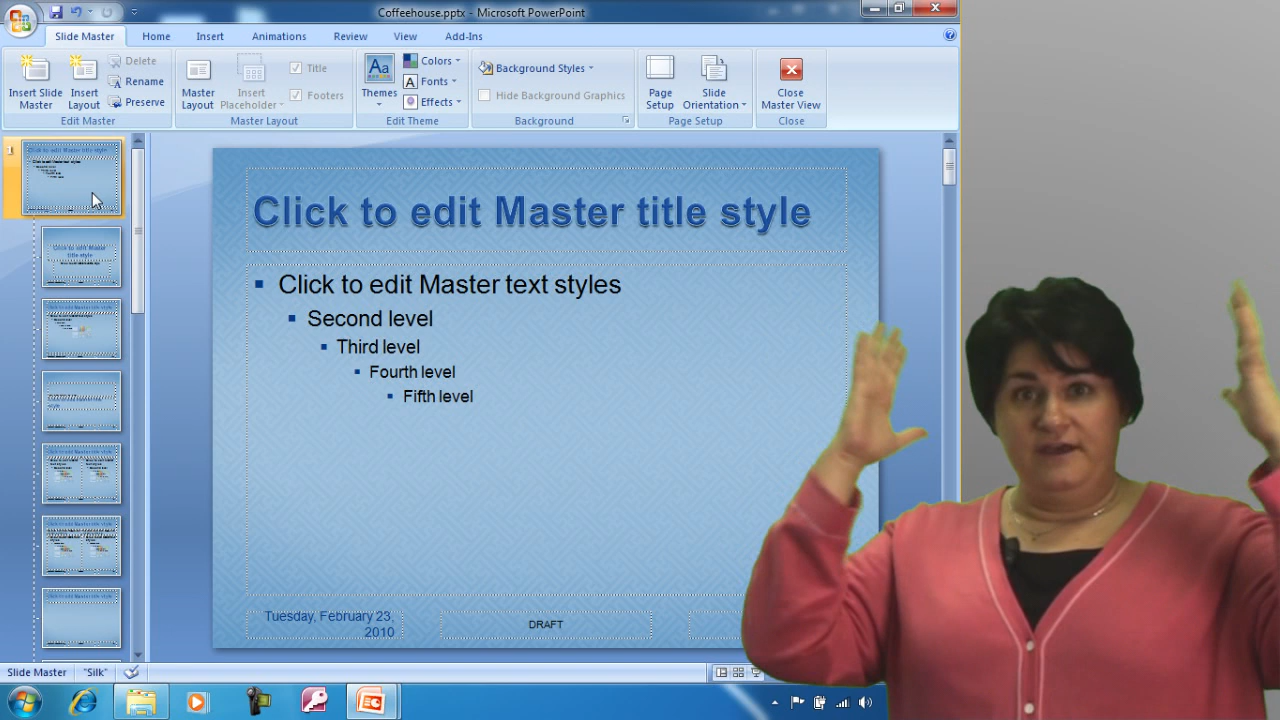 Coffeehouse.pptx - Microsoft PowerPoint
Slide Master Home Insert Animations Review View Add-Ins
Insert Slide Master
Insert Layout
Delete
Rename
Preserve
Edit Master
Master Layout
Insert Placeholder
Title
Footers
Master Layout
Aa
Themes
Colors
A Fonts
Effects
Edit Theme
Background Styles
Hide Background Graphics
Background
Page Setup
Slide Orientation
Page Setup
Close Master View
Close
1
Click to edit Master title style
Click to edit Master text styles
Second level
Third level
Fourth level
Fifth level
Tuesday, February 23,
2010
DRAFT
Slide Master "Silk"